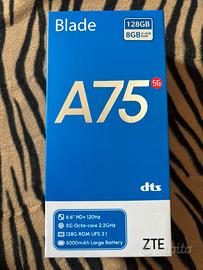 Blade
128GB
8GB
A75
5G
dts
6.6" HD+ 120Hz
5G Octa-core 2.2GHz
128G ROM UFS 3.1
5000mAh Large Battery
ZTE